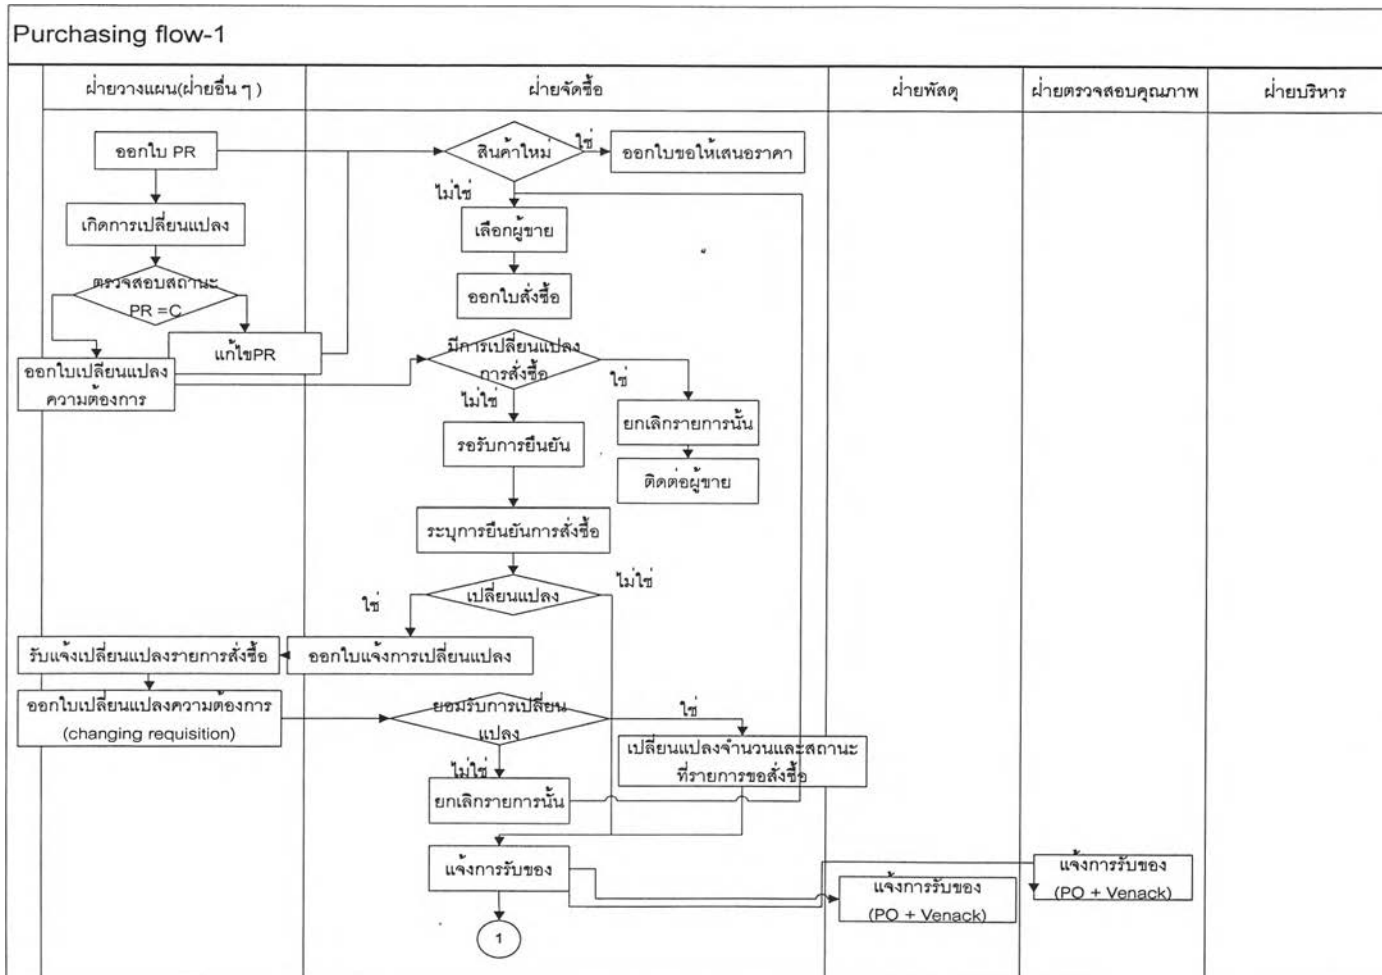 Purchasing flow-1
ฝ่ายวางแผน(ฝ่ายอื่น ๆ )
ฝ่ายจัดซื้อ
ฝ่ายพัสดุ
ฝ่ายตรวจสอบคุณภาพ
ฝ่ายบริหาร
ออกใบ PR
สินค้าใหม่
ใช่
ออกใบขอให้เสนอราคา
ไม่ใช่
เกิดการเปลี่ยนแปลง
เลือกผู้ขาย
ตรวจสอบสถานะ
PR =C
ออกใบสั่งซื้อ
แก้ไขPR
มีการเปลี่ยนแปลง
การสั่งซื้อ
ใช่
ออกใบเปลี่ยนแปลง
ความต้องการ
ไม่ใช่
ยกเลิกรายการนั้น
รอรับการยืนยัน
ติดต่อผู้ขาย
ระบุการยืนยันการสั่งซื้อ
เปลี่ยนแปลง
ไม่ใช่
ใช่
รับแจ้งเปลี่ยนแปลงรายการสั่งซื้อ
ออกใบแจ้งการเปลี่ยนแปลง
ออกใบเปลี่ยนแปลงความต้องการ
(changing requisition)
ยอมรับการเปลี่ยน
แปลง
ใช่
เปลี่ยนแปลงจำนวนและสถานะ
ที่รายการขอสั่งซื้อ
ไม่ใช่
ยกเลิกรายการนั้น
แจ้งการรับของ
แจ้งการรับของ
(PO + Venack)
แจ้งการรับของ
(PO + Venack)
1